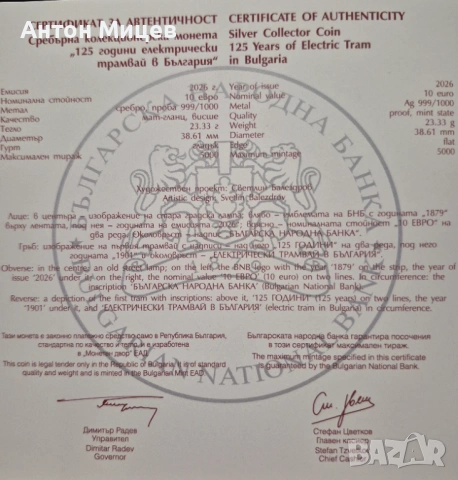 СЕРТИФИКАТ ЗА АВТЕНТИЧНОСТ
Сребърна колекционерска монета
„125 години електрически
трамвай в България“
CERTIFICATE OF AUTHENTICITY
Silver Collector Coin
125 Years of Electric Tram
in Bulgaria
Антон Мицев
Емисия 2026 г.
Номинална стойност 10 евро
Метал сребро, проба 999/1000
Качество мат-гланц, висше
Тегло 23.33 г
Диаметър 38.61 мм
Гурт гладък
Максимален тираж 5000
Year of issue 2026
Nominal value 10 euro
Metal Ag 999/1000
Quality proof, mint state
Weight 23.33 g
Diameter 38.61 mm
Edge flat
Maximum mintage 5000
Художествен проект: Светлин Балездров
Artistic design: Svetlin Balezdrov
Лице: в центъра – изображение на стара градска лампа; вляво – емблемата на БНБ с годината „1879“
върху лентата, под нея – годината на емисията „2026“; вдясно – номиналната стойност „10 ЕВРО“ на
два реда. Околовръст – надпис „БЪЛГАРСКА НАРОДНА БАНКА“.
Гръб: изображение на първия трамвай с надписи – над него „125 ГОДИНИ“ на два реда, под него
годината „1901“ и околовръст – „ЕЛЕКТРИЧЕСКИ ТРАМВАЙ В БЪЛГАРИЯ“.
Obverse: in the centre, an old street lamp; on the left, the BNB logo with the year '1879' on the strip, the year of
issue '2026' under it; on the right, the nominal value '10 ЕВРО' (10 euro) on two lines. In circumference: the
inscription 'БЪЛГАРСКА НАРОДНА БАНКА' (Bulgarian National Bank).
Reverse: a depiction of the first tram with inscriptions: above it, '125 ГОДИНИ' (125 years) on two lines, the year
'1901' under it, and 'ЕЛЕКТРИЧЕСКИ ТРАМВАЙ В БЪЛГАРИЯ' (electric tram in Bulgaria) in circumference.
Тази монета е законно платежно средство само в Република България,
стандартна по качество и тегло и е изработена
в „Монетен двор“ ЕАД.
This coin is legal tender only in the Republic of Bulgaria. It is of standard
quality and weight and is minted in the Bulgarian Mint EAD.
Българската народна банка гарантира посочения
в този сертификат максимален тираж.
The maximum mintage specified in this certificate
is guaranteed by the Bulgarian National Bank.
Димитър Радев
Управител
Dimitar Radev
Governor
Стефан Цветков
Главен касиер
Stefan Tzvetkov
Chief Cashier
БЪЛГАРСКА НАРОДНА БАНКА
BULGARIAN NATIONAL BANK
BAZAR